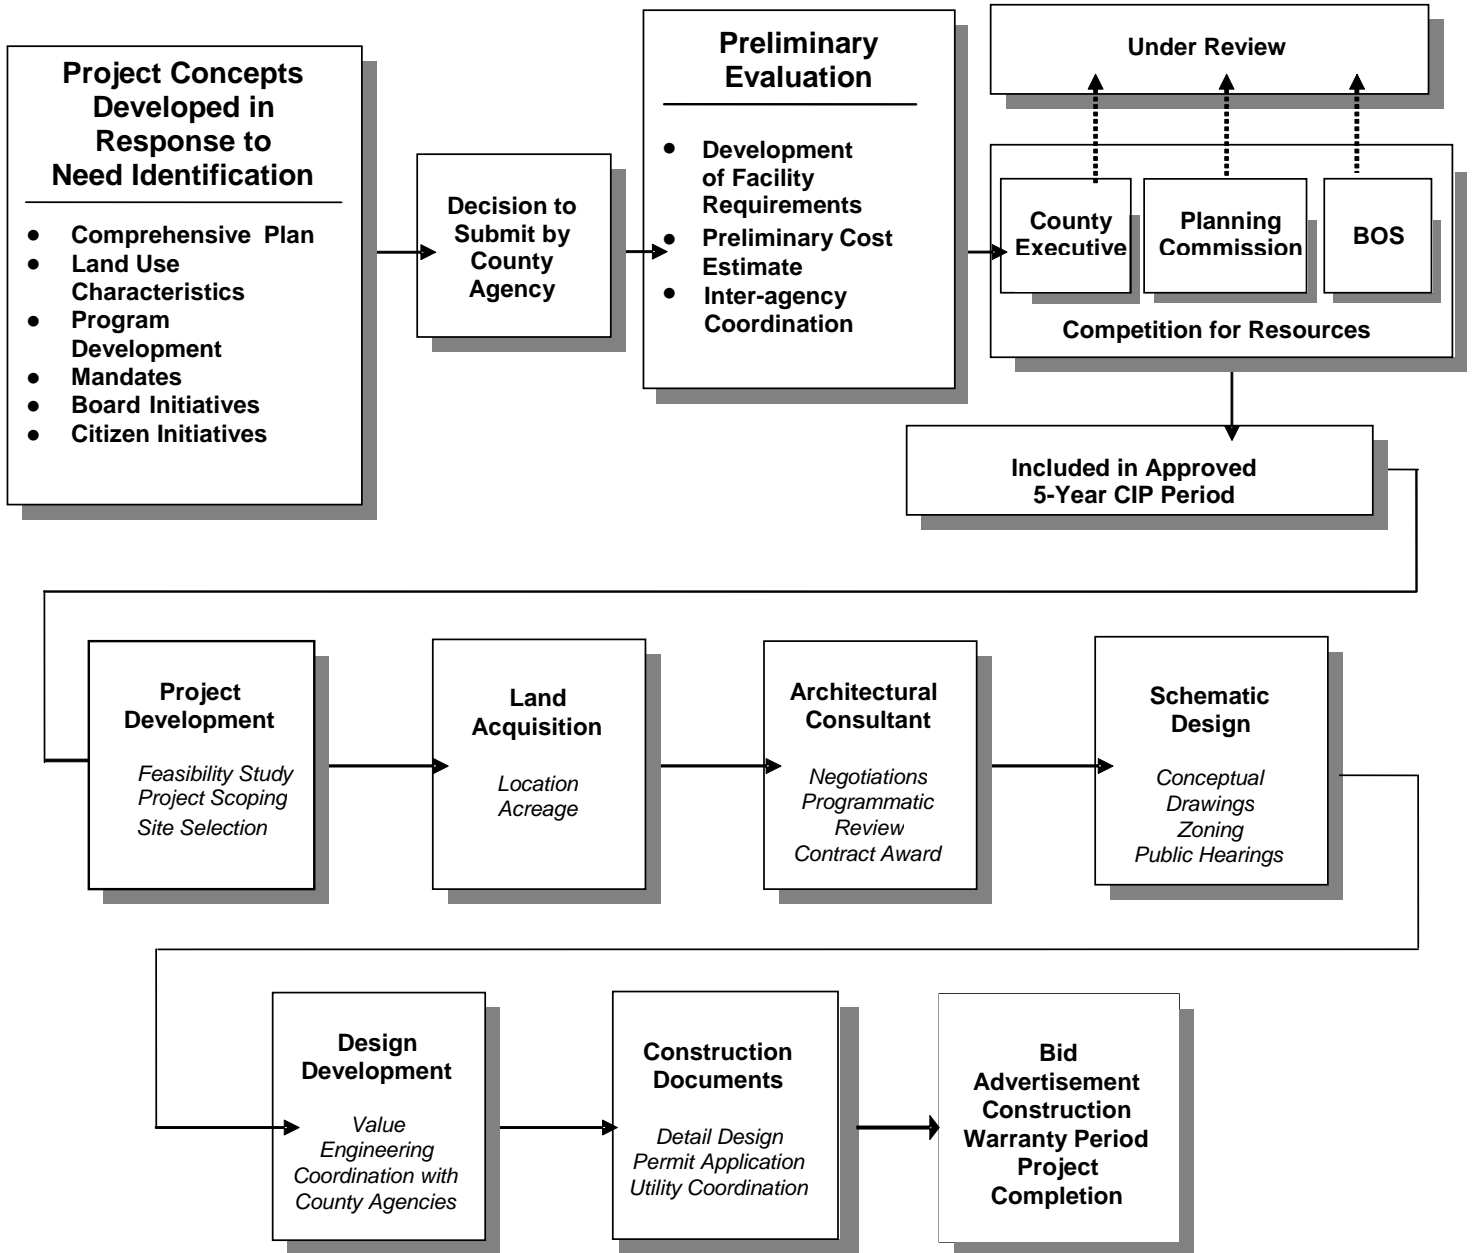 Project Concepts
Developed in
Response to
Need Identification
● Comprehensive Plan
● Land Use
Characteristics
● Program
Development
● Mandates
● Board Initiatives
● Citizen Initiatives
Decision to
Submit by
County
Agency
Preliminary
Evaluation
● Development
of Facility
Requirements
● Preliminary Cost
Estimate
● Inter-agency
Coordination
Under Review
County
Executive
Planning
Commission
BOS
Competition for Resources
Included in Approved
5-Year CIP Period
Project
Development
Feasibility Study
Project Scoping
Site Selection
Land
Acquisition
Location
Acreage
Architectural
Consultant
Negotiations
Programmatic
Review
Contract Award
Schematic
Design
Conceptual
Drawings
Zoning
Public Hearings
Design
Development
Value
Engineering
Coordination with
County Agencies
Construction
Documents
Detail Design
Permit Application
Utility Coordination
Bid
Advertisement
Construction
Warranty Period
Project
Completion